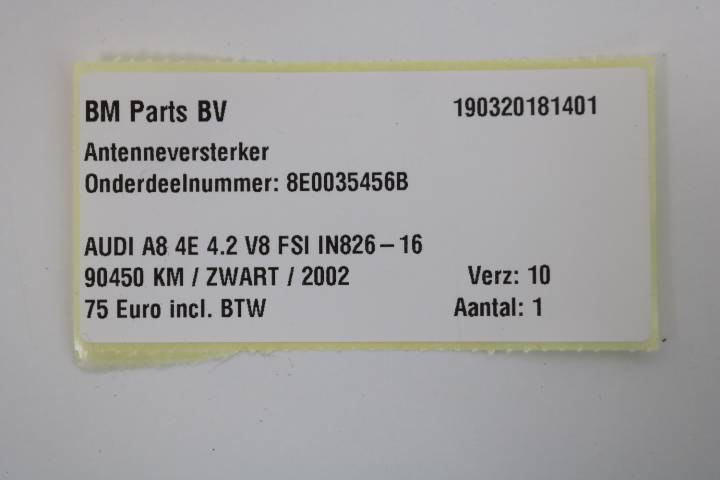 BM Parts BV 190320181401
Antenneversterker
Onderdeelnummer: 8E0035456B
AUDI A8 4E 4.2 V8 FSI IN826-16
90450 KM / ZWART / 2002 Verz: 10
75 Euro incl. BTW Aantal: 1